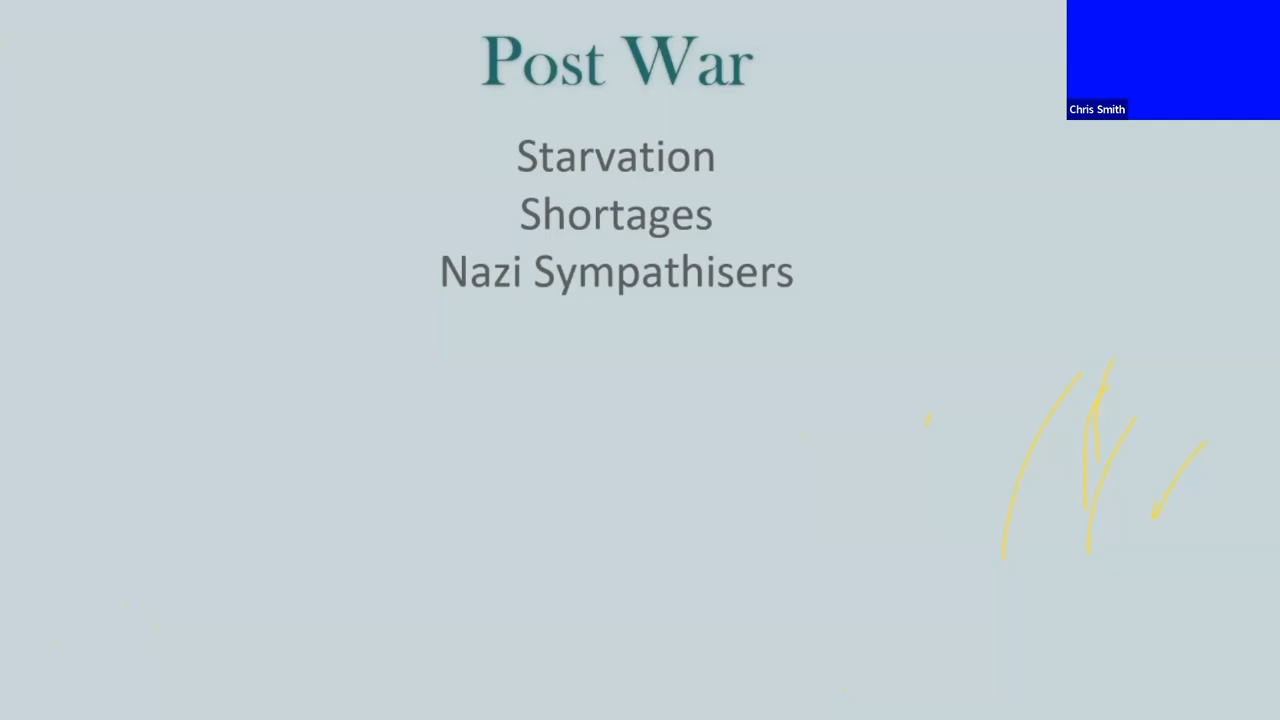 Post War
Chris Smith
Starvation
Shortages
Nazi Sympathisers